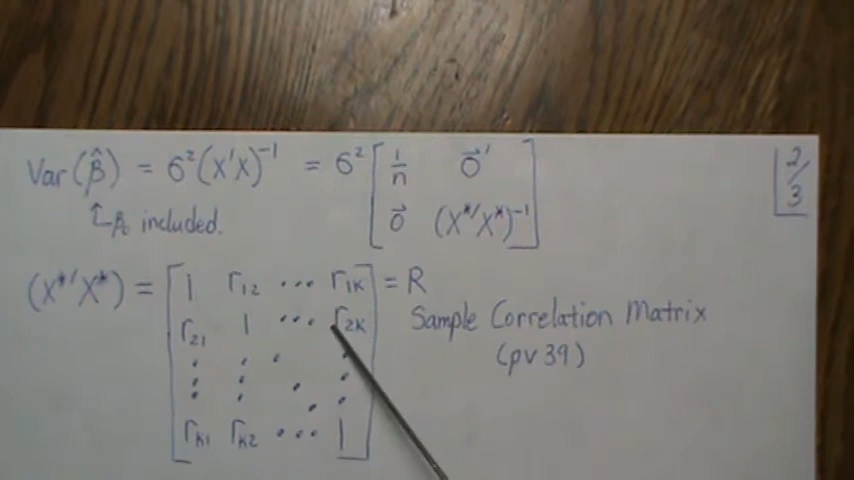 Var(β̂) = σ²(X'X)⁻¹ = σ² [ 1/n 0⃗' ; 0⃗ (X*'X*)⁻¹ ]
↑ β₀ included.
2/3
(X*'X*) = [ 1 r₁₂ ... r₁ₖ ; r₂₁ 1 ... r₂ₖ ; ⋮ ⋮ ⋱ ⋮ ; rₖ₁ rₖ₂ ... 1 ] = R
Sample Correlation Matrix
(pv 39)